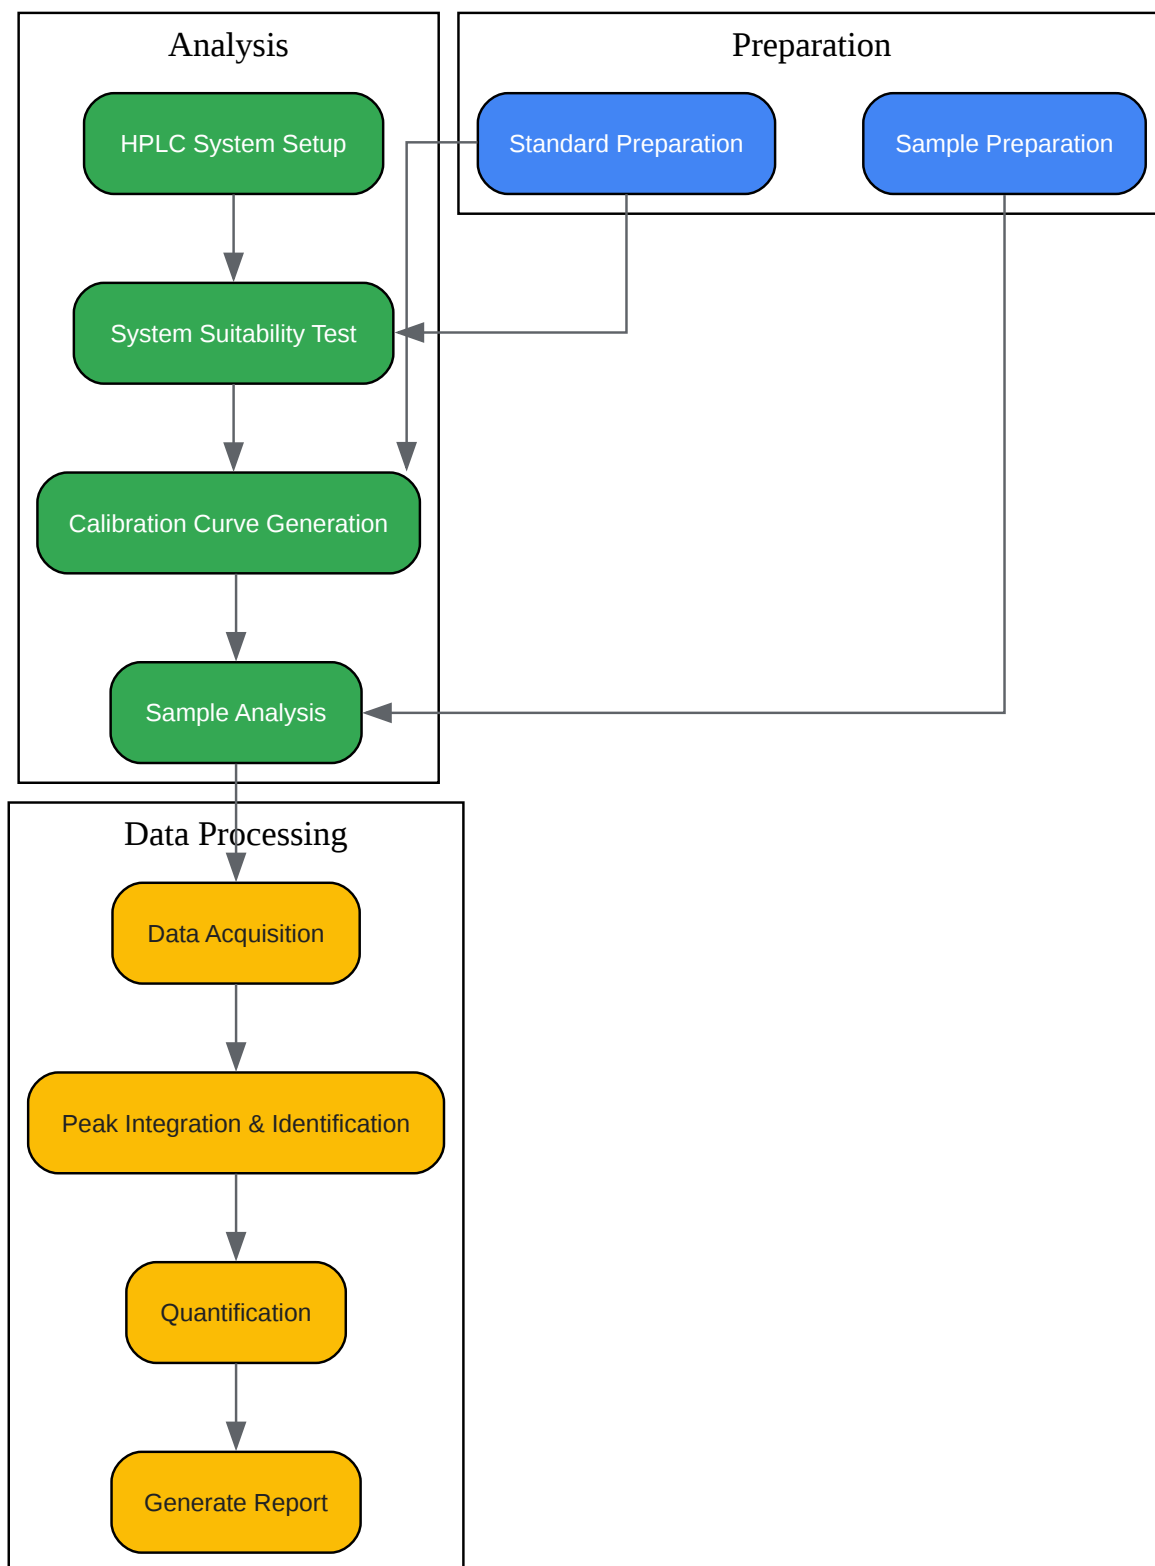 Analysis
Preparation
HPLC System Setup
Standard Preparation
Sample Preparation
System Suitability Test
Calibration Curve Generation
Sample Analysis
Data Processing
Data Acquisition
Peak Integration & Identification
Quantification
Generate Report